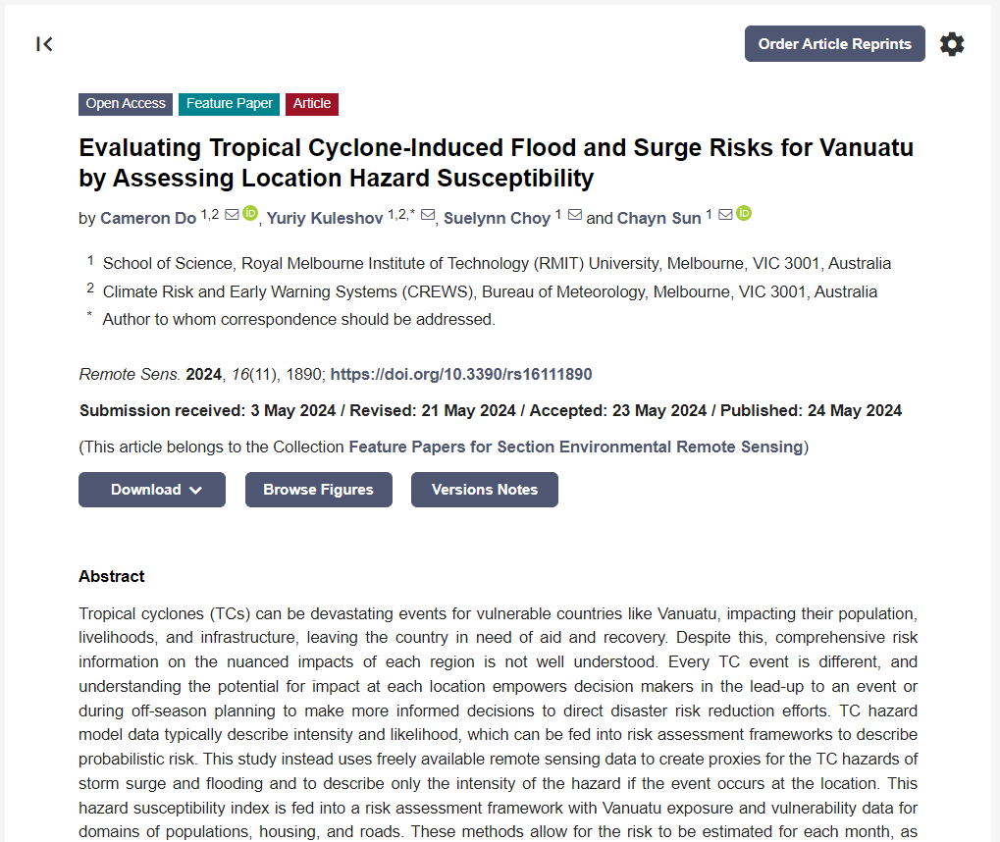 Order Article Reprints
Open Access Feature Paper Article
Evaluating Tropical Cyclone-Induced Flood and Surge Risks for Vanuatu
by Assessing Location Hazard Susceptibility
by Cameron Do 1,2 iD, Yuriy Kuleshov 1,2,* , Suelynn Choy 1 and Chayn Sun 1 iD
1 School of Science, Royal Melbourne Institute of Technology (RMIT) University, Melbourne, VIC 3001, Australia
2 Climate Risk and Early Warning Systems (CREWS), Bureau of Meteorology, Melbourne, VIC 3001, Australia
* Author to whom correspondence should be addressed.
Remote Sens. 2024, 16(11), 1890; https://doi.org/10.3390/rs16111890
Submission received: 3 May 2024 / Revised: 21 May 2024 / Accepted: 23 May 2024 / Published: 24 May 2024
(This article belongs to the Collection Feature Papers for Section Environmental Remote Sensing)
Download Browse Figures Versions Notes
Abstract
Tropical cyclones (TCs) can be devastating events for vulnerable countries like Vanuatu, impacting their population,
livelihoods, and infrastructure, leaving the country in need of aid and recovery. Despite this, comprehensive risk
information on the nuanced impacts of each region is not well understood. Every TC event is different, and
understanding the potential for impact at each location empowers decision makers in the lead-up to an event or
during off-season planning to make more informed decisions to direct disaster risk reduction efforts. TC hazard
model data typically describe intensity and likelihood, which can be fed into risk assessment frameworks to describe
probabilistic risk. This study instead uses freely available remote sensing data to create proxies for the TC hazards of
storm surge and flooding and to describe only the intensity of the hazard if the event occurs at the location. This
hazard susceptibility index is fed into a risk assessment framework with Vanuatu exposure and vulnerability data for
domains of populations, housing, and roads. These methods allow for the risk to be estimated for each month, as